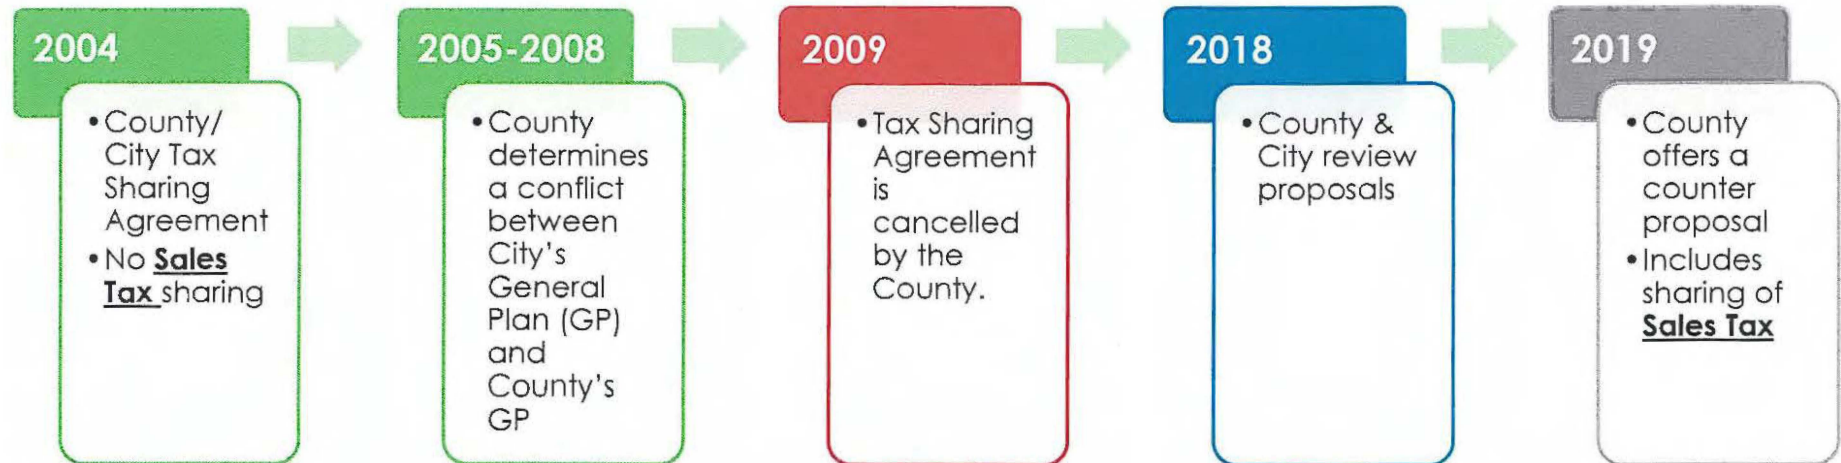 2004
• County/
City Tax
Sharing
Agreement
• No Sales
Tax sharing
2005-2008
• County
determines
a conflict
between
City's
General
Plan (GP)
and
County's
GP
2009
• Tax Sharing
Agreement
is
cancelled
by the
County.
2018
• County &
City review
proposals
2019
• County
offers a
counter
proposal
• Includes
sharing of
Sales Tax